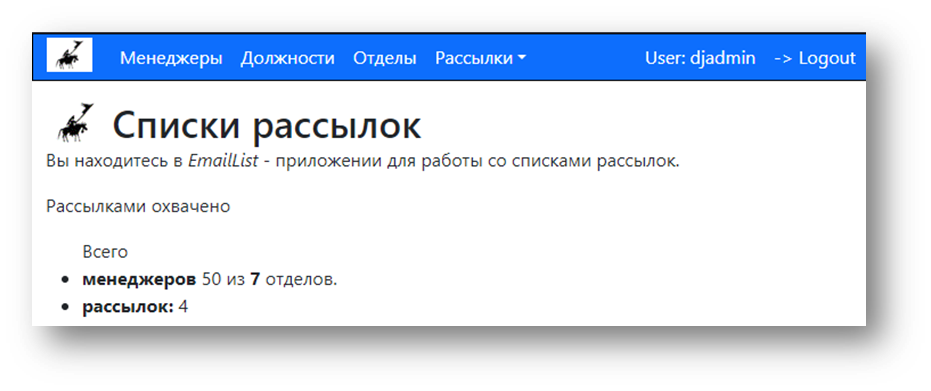 Менеджеры Должности Отделы Рассылки User: djadmin -> Logout
Списки рассылок
Вы находитесь в EmailList - приложении для работы со списками рассылок.
Рассылками охвачено
Всего
менеджеров 50 из 7 отделов.
рассылок: 4